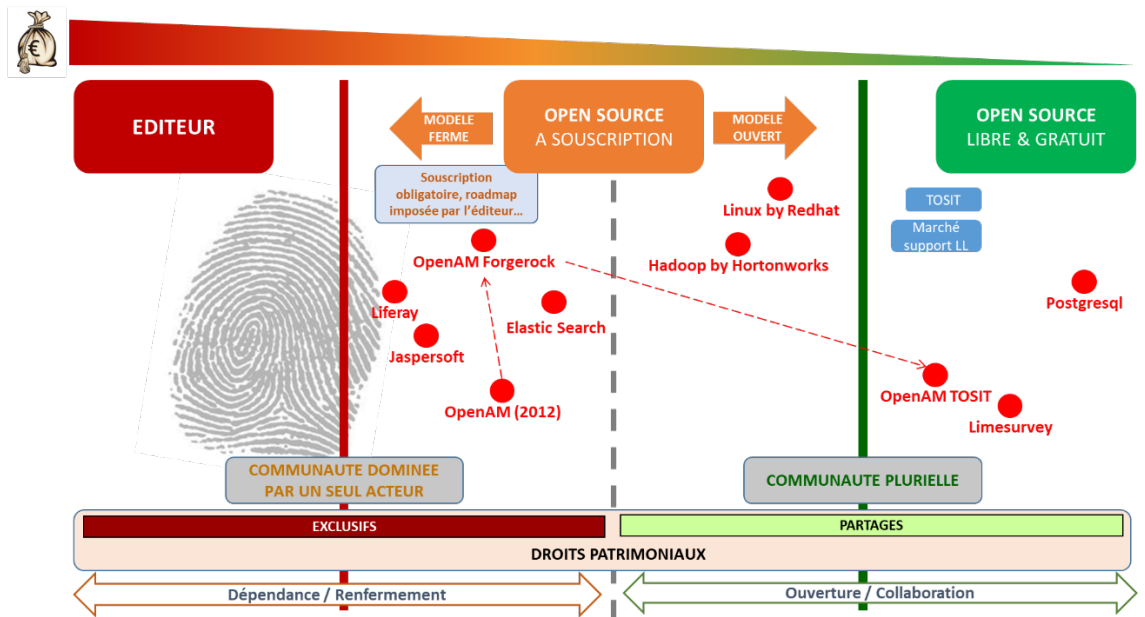 €
EDITEUR
MODELE
FERME
OPEN SOURCE
A SOUSCRIPTION
MODELE
OUVERT
OPEN SOURCE
LIBRE & GRATUIT
Souscription
obligatoire, roadmap
imposée par l'éditeur…
TOSIT
Marché
support LL
Linux by Redhat
OpenAM Forgerock
Hadoop by Hortonworks
Liferay
Elastic Search
Postgresql
Jaspersoft
OpenAM (2012)
OpenAM TOSIT
Limesurvey
COMMUNAUTE DOMINEE
PAR UN SEUL ACTEUR
COMMUNAUTE PLURIELLE
EXCLUSIFS
PARTAGES
DROITS PATRIMONIAUX
Dépendance / Renfermement
Ouverture / Collaboration